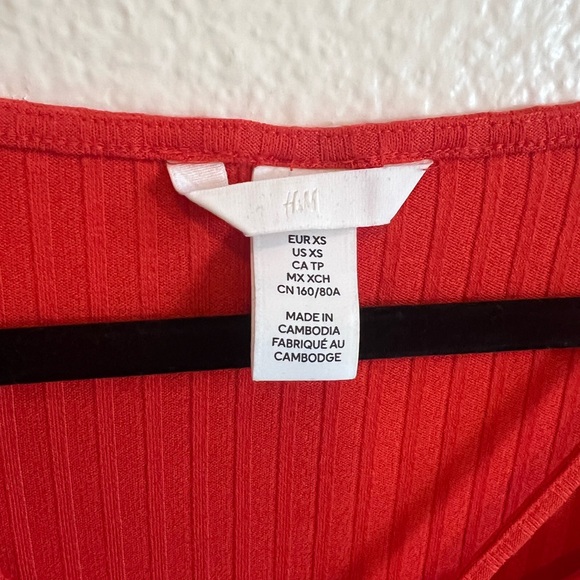 H&M
EUR XS
US XS
CA TP
MX XCH
CN 160/80A
MADE IN
CAMBODIA
FABRIQUÉ AU
CAMBODGE